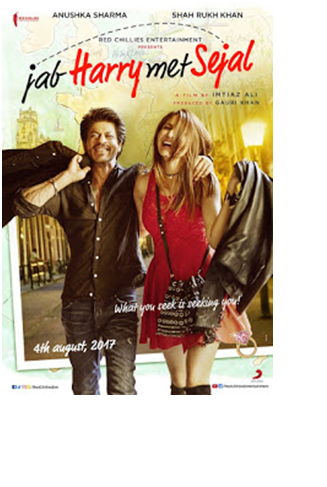 ANUSHKA SHARMA
SHAH RUKH KHAN
RED CHILLIES ENTERTAINMENT
PRESENTS
jab Harry met Sejal
A FILM BY IMTIAZ ALI
PRODUCED BY GAURI KHAN
What you seek is seeking you!
4th august, 2017